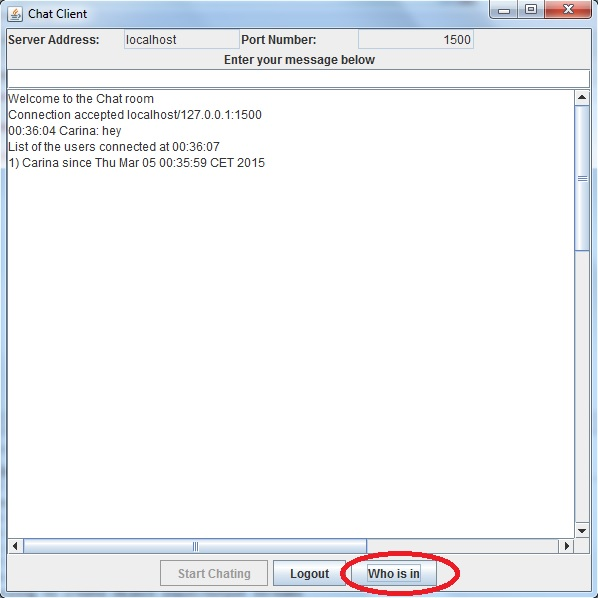 Chat Client
Server Address: localhost Port Number: 1500
Enter your message below
Welcome to the Chat room
Connection accepted localhost/127.0.0.1:1500
00:36:04 Carina: hey
List of the users connected at 00:36:07
1) Carina since Thu Mar 05 00:35:59 CET 2015
Start Chating Logout Who is in